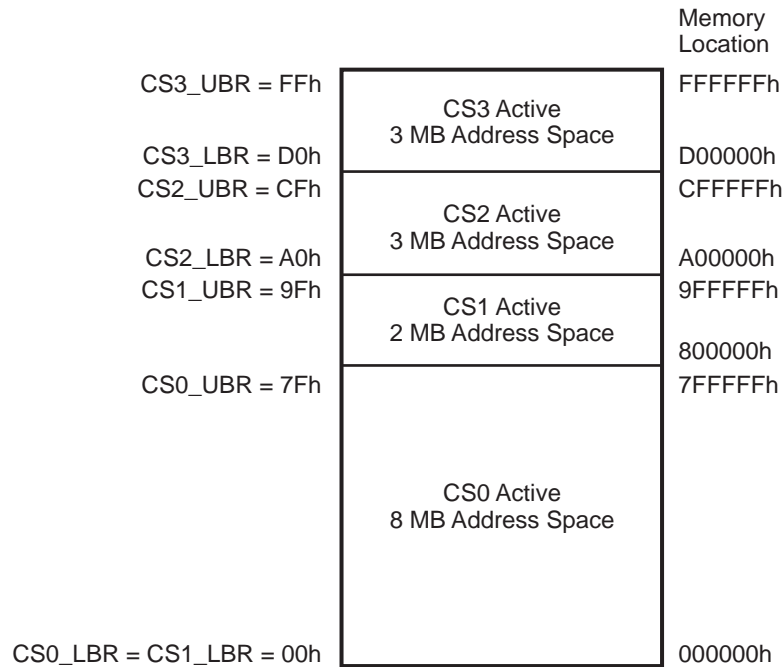 Memory
Location
CS3_UBR = FFh
FFFFFFh
CS3 Active
3 MB Address Space
CS3_LBR = D0h
D00000h
CS2_UBR = CFh
CFFFFFh
CS2 Active
3 MB Address Space
CS2_LBR = A0h
A00000h
CS1_UBR = 9Fh
9FFFFFh
CS1 Active
2 MB Address Space
800000h
CS0_UBR = 7Fh
7FFFFFh
CS0 Active
8 MB Address Space
CS0_LBR = CS1_LBR = 00h
000000h